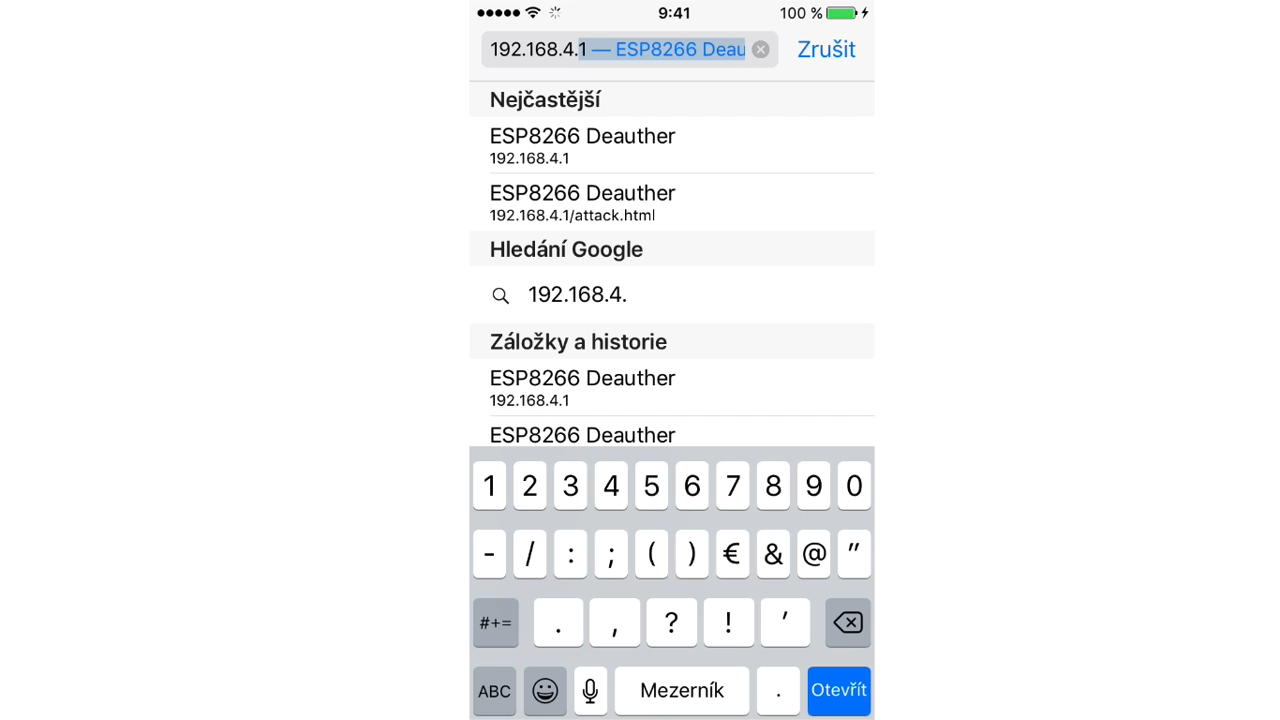 9:41 100 %
192.168.4.1 — ESP8266 Deau Zrušit
Nejčastější
ESP8266 Deauther
192.168.4.1
ESP8266 Deauther
192.168.4.1/attack.html
Hledání Google
192.168.4.
Záložky a historie
ESP8266 Deauther
192.168.4.1
ESP8266 Deauther
1 2 3 4 5 6 7 8 9 0
- / : ; ( ) € & @ "
#+= . , ? ! '
ABC Mezerník . Otevřít